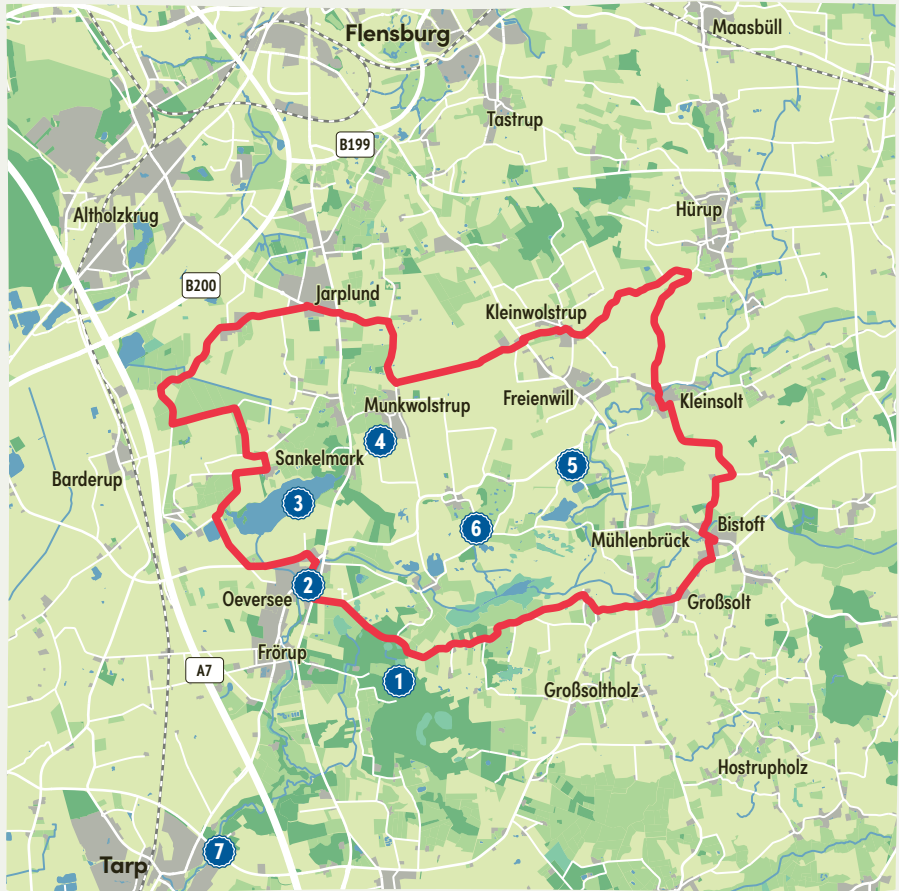 Flensburg
Maasbüll
Tastrup
B199
Altholzkrug
Hürup
B200
Jarplund
Kleinwolstrup
Munkwolstrup
Freienwill
Kleinsolt
4
Sankelmark
5
Barderup
3
6
Bistoft
Mühlenbrück
2
Oeversee
Großsolt
Frörup
A7
1
Großsoltholz
Hostrupholz
7
Tarp